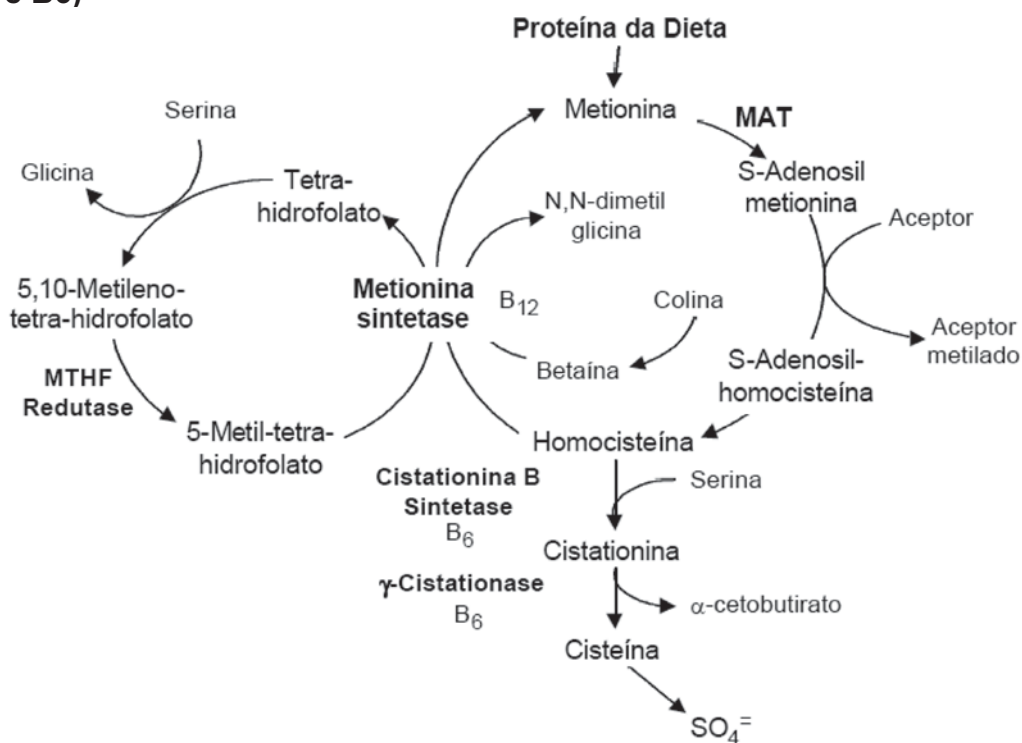 e B6)
Proteína da Dieta
Metionina
MAT
Serina
Glicina
Tetra-
hidrofolato
N,N-dimetil
glicina
S-Adenosil
metionina
Aceptor
5,10-Metileno-
tetra-hidrofolato
Metionina
sintetase
B12
Colina
Betaína
Aceptor
metilado
S-Adenosil-
homocisteína
MTHF
Redutase
5-Metil-tetra-
hidrofolato
Homocisteína
Cistationina B
Sintetase
B6
Serina
Cistationina
γ-Cistationase
B6
α-cetobutirato
Cisteína
SO4=